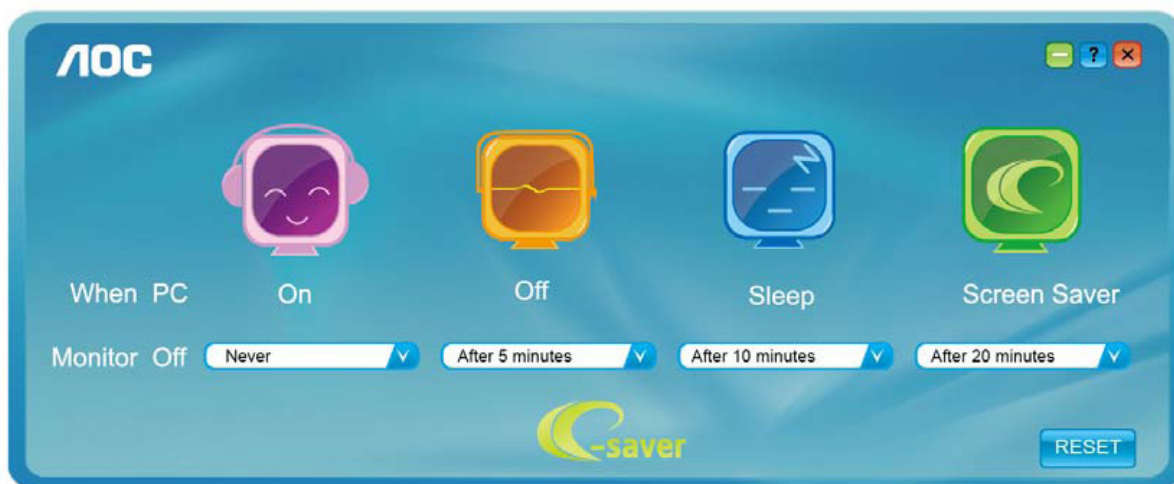 AOC
?
When PC On Off Sleep Screen Saver
Monitor Off Never After 5 minutes After 10 minutes After 20 minutes
e-saver
RESET